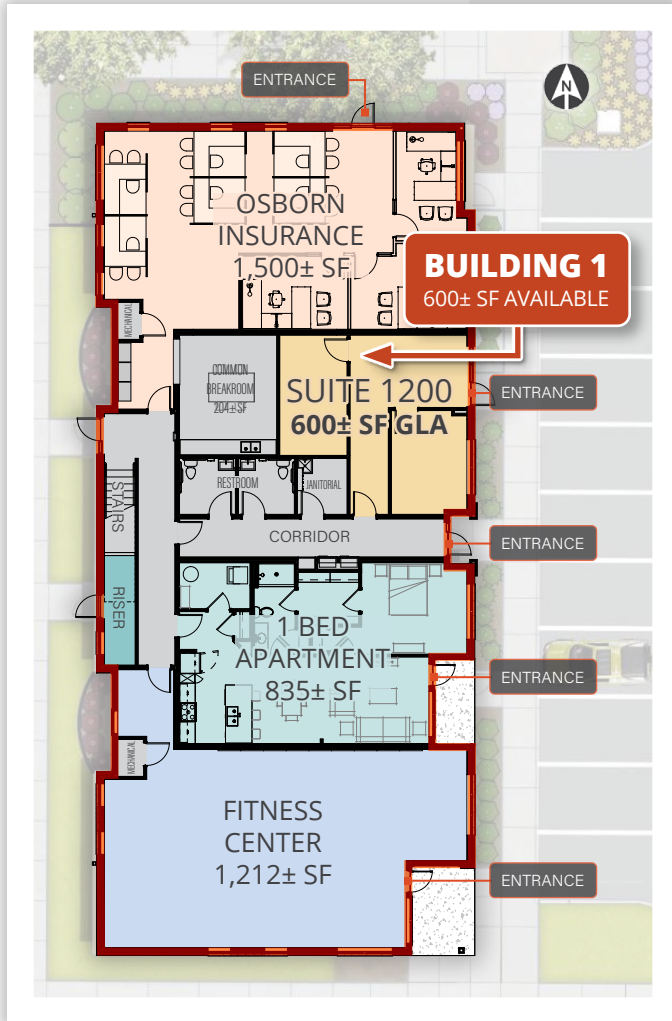 ENTRANCE
N
OSBORN
INSURANCE
1,500± SF
BUILDING 1
600± SF AVAILABLE
MECHANICAL
COMMON
BREAKROOM
204± SF
SUITE 1200
600± SF GLA
ENTRANCE
RESTROOM
JANITORIAL
STAIRS
CORRIDOR
ENTRANCE
RISER
1 BED
APARTMENT
835± SF
ENTRANCE
MECHANICAL
FITNESS
CENTER
1,212± SF
ENTRANCE